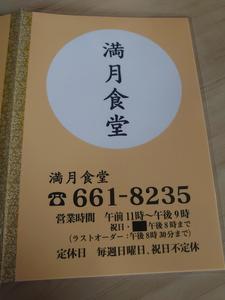 満月食堂
満月食堂
☎661-8235
営業時間 午前11時～午後9時
祝日・ 午後8時まで
(ラストオーダー：午後8時30分まで)
定休日 毎週日曜日、祝日不定休